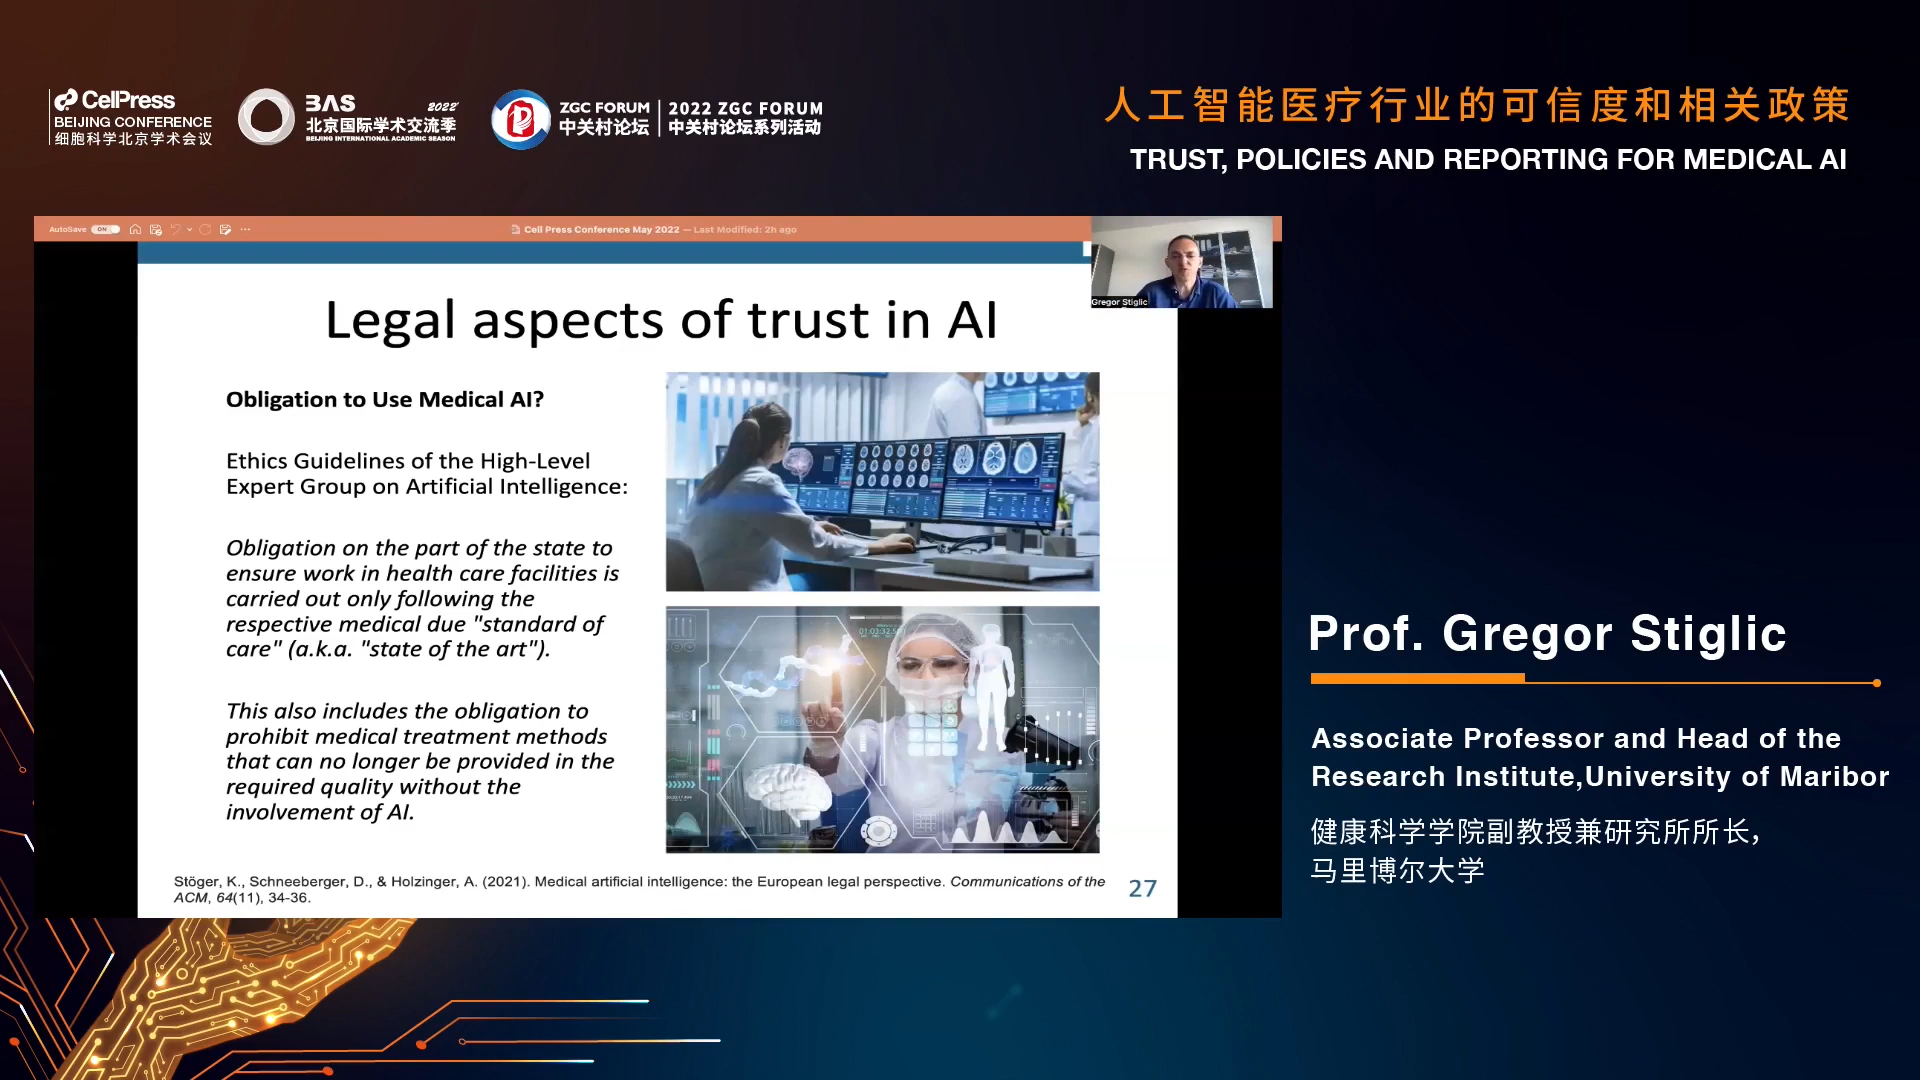 CellPress
BEIJING CONFERENCE
细胞科学北京学术会议
BAS 2022'
北京国际学术交流季
BEIJING INTERNATIONAL ACADEMIC SEASON
ZGC FORUM
中关村论坛
2022 ZGC FORUM
中关村论坛系列活动
人工智能医疗行业的可信度和相关政策
TRUST, POLICIES AND REPORTING FOR MEDICAL AI
AutoSave ON
Cell Press Conference May 2022 — Last Modified: 2h ago
Gregor Stiglic
Legal aspects of trust in AI
Obligation to Use Medical AI?
Ethics Guidelines of the High-Level
Expert Group on Artificial Intelligence:
Obligation on the part of the state to
ensure work in health care facilities is
carried out only following the
respective medical due "standard of
care" (a.k.a. "state of the art").
This also includes the obligation to
prohibit medical treatment methods
that can no longer be provided in the
required quality without the
involvement of AI.
Stöger, K., Schneeberger, D., & Holzinger, A. (2021). Medical artificial intelligence: the European legal perspective. Communications of the
ACM, 64(11), 34-36.
27
Prof. Gregor Stiglic
Associate Professor and Head of the
Research Institute,University of Maribor
健康科学学院副教授兼研究所所长，
马里博尔大学